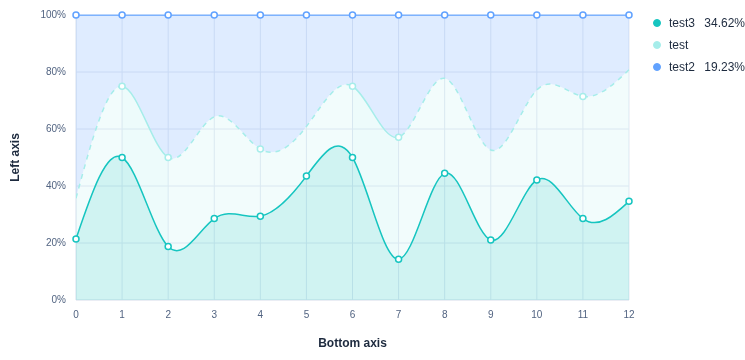 100%
80%
60%
40%
20%
0%
Left axis
0 1 2 3 4 5 6 7 8 9 10 11 12
Bottom axis
test3 34.62%
test
test2 19.23%